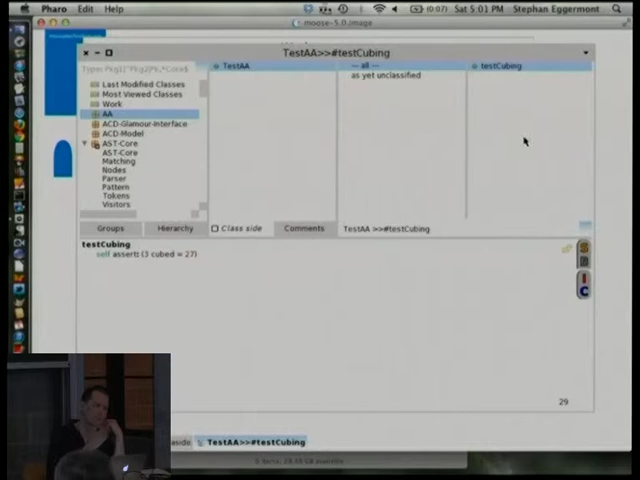 Pharo Edit Help (0:07) Sat 5:01 PM Stephan Eggermont
moose-5.0.image
TestAA>>#testCubing
Last Modified Classes
Most Viewed Classes
Work
AA
ACD-Glamour-Interface
ACD-Model
AST-Core
AST-Core
Matching
Nodes
Parser
Pattern
Tokens
Visitors
TestAA
-- all --
as yet unclassified
testCubing
Groups Hierarchy Class side Comments TestAA >>#testCubing
testCubing
self assert: (3 cubed = 27)
S
B
I
C
29
aside TestAA>>#testCubing